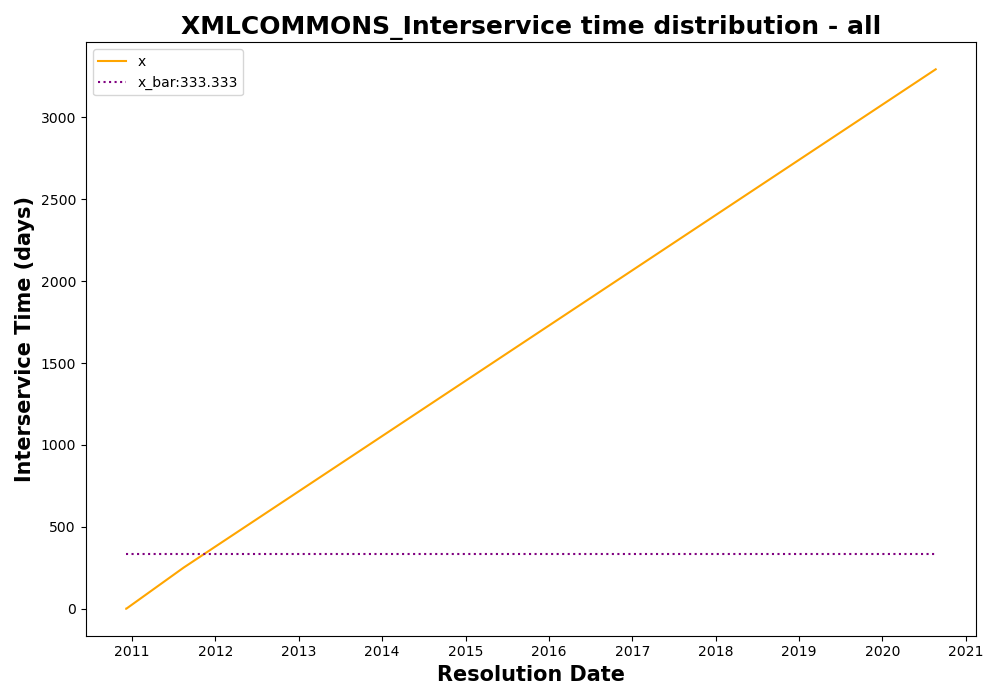 XMLCOMMONS_Interservice time distribution - all
x
x_bar:333.333
Interservice Time (days)
3000
2500
2000
1500
1000
500
0
2011 2012 2013 2014 2015 2016 2017 2018 2019 2020 2021
Resolution Date